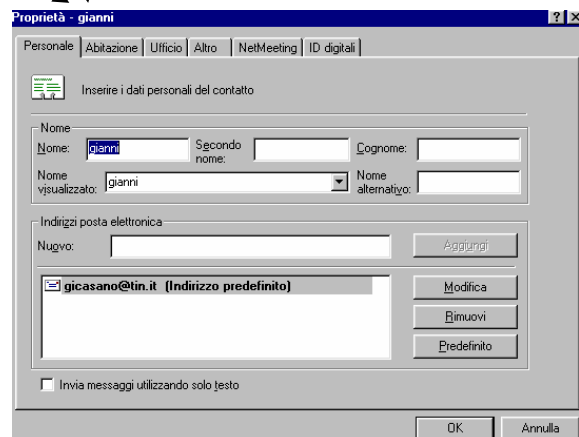 Proprietà - gianni
Personale Abitazione Ufficio Altro NetMeeting ID digitali
Inserire i dati personali del contatto
Nome
Nome: gianni Secondo nome: Cognome:
Nome visualizzato: gianni Nome alternativo:
Indirizzi posta elettronica
Nuovo: Aggiungi
gicasano@tin.it (Indirizzo predefinito) Modifica
Rimuovi
Predefinito
Invia messaggi utilizzando solo testo
OK Annulla